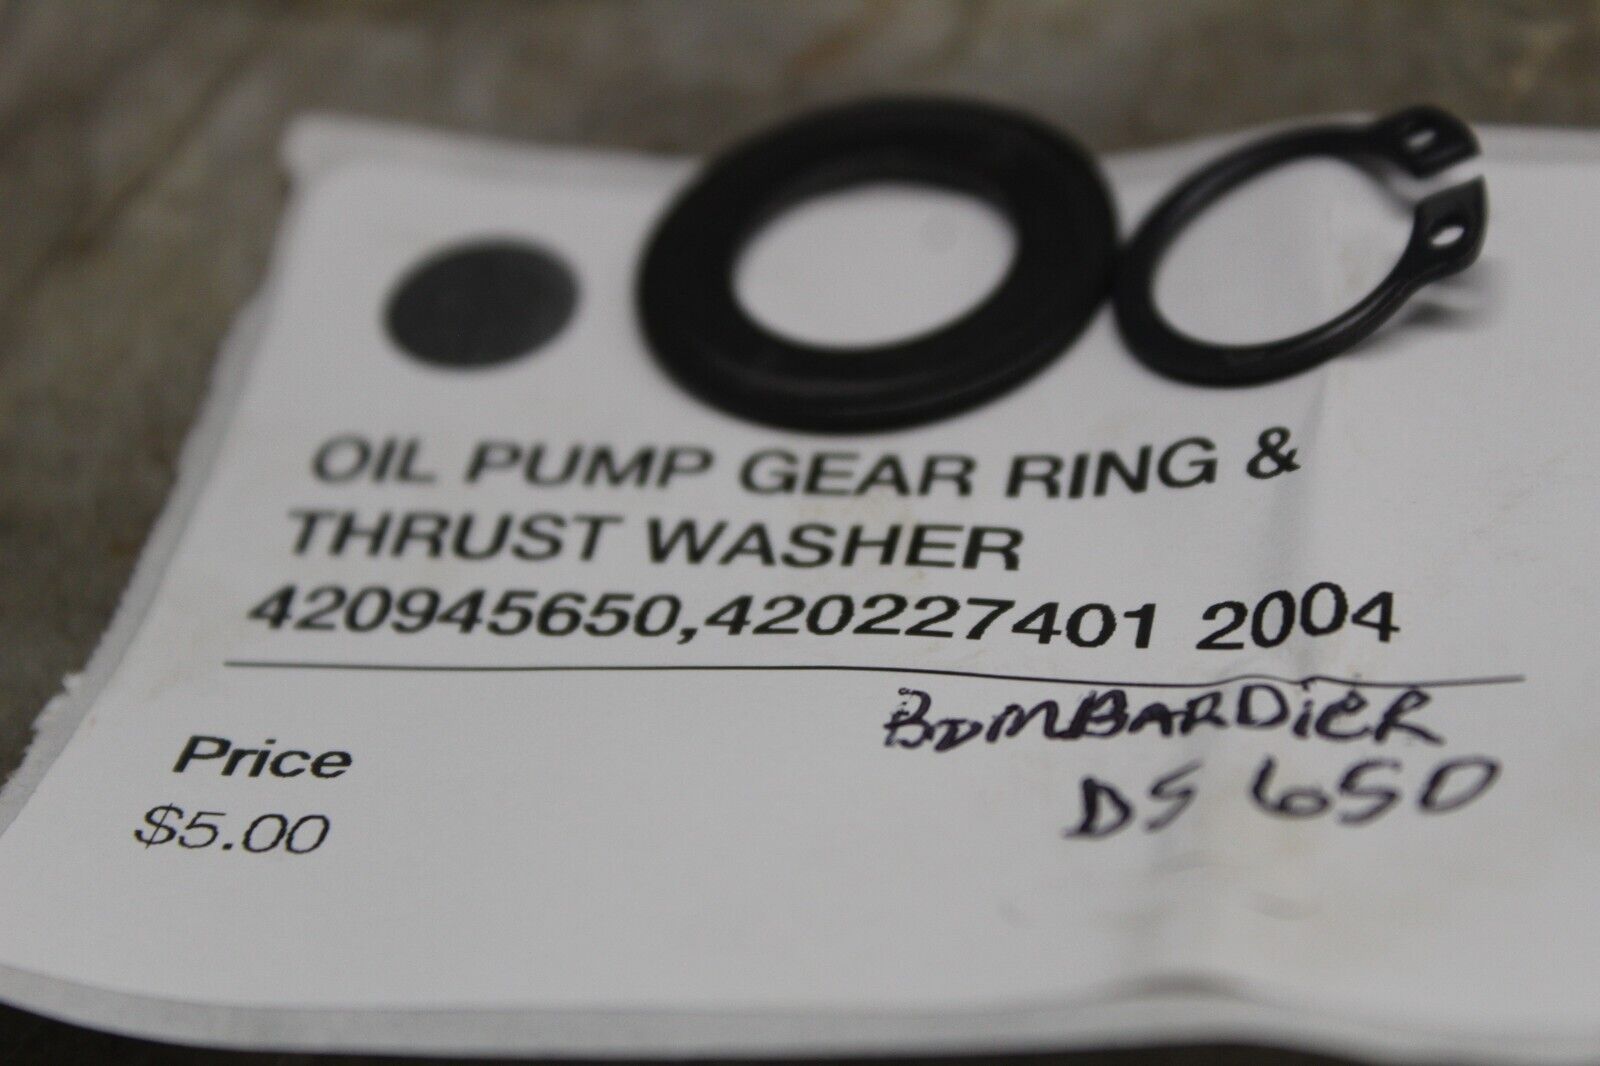 OIL PUMP GEAR RING &
THRUST WASHER
420945650,420227401 2004
BOMBARDiER
Price
DS 650
$5.00